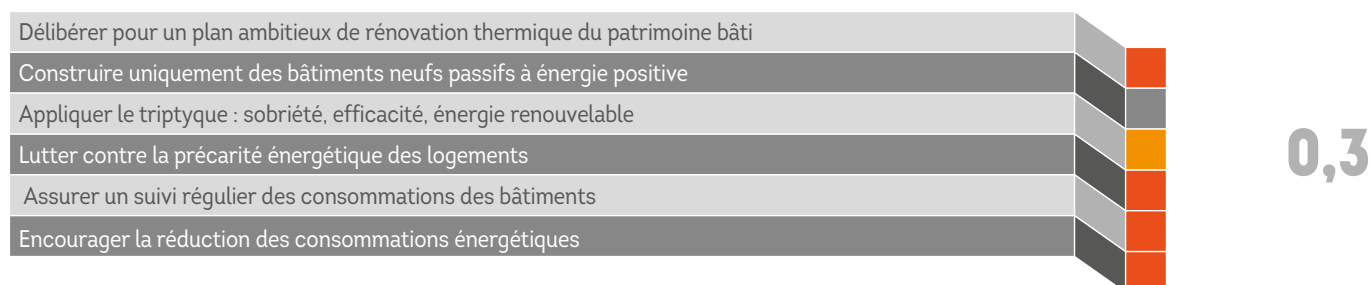 Délibérer pour un plan ambitieux de rénovation thermique du patrimoine bâti
Construire uniquement des bâtiments neufs passifs à énergie positive
Appliquer le triptyque : sobriété, efficacité, énergie renouvelable
Lutter contre la précarité énergétique des logements
Assurer un suivi régulier des consommations des bâtiments
Encourager la réduction des consommations énergétiques
0,3